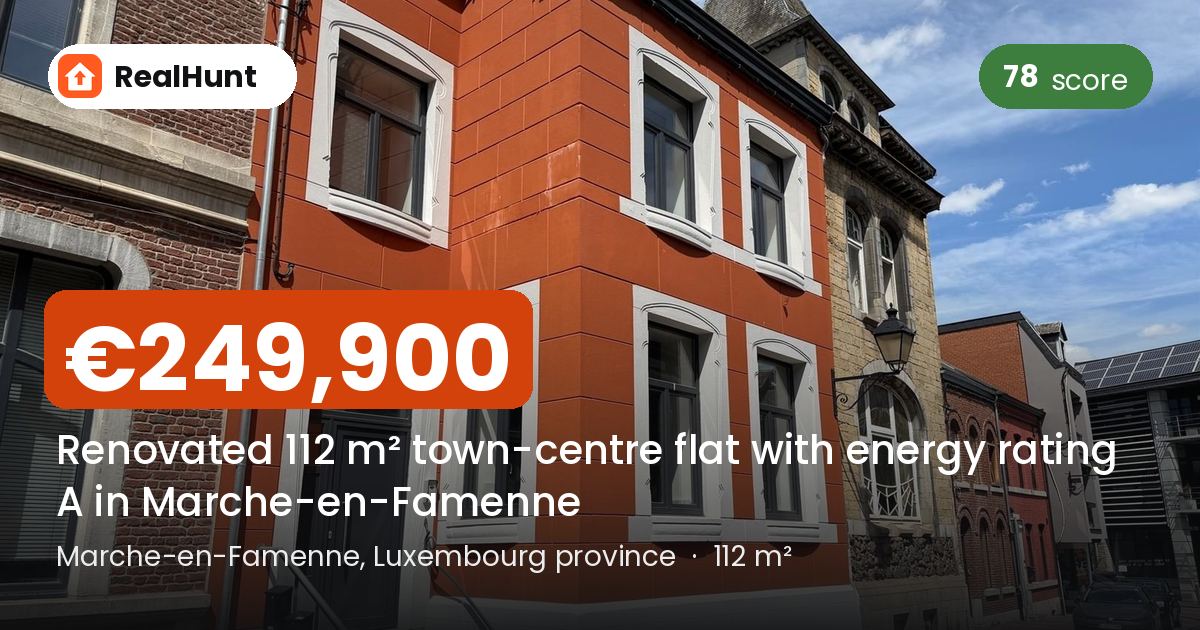 RealHunt
78 score
€249,900
Renovated 112 m² town-centre flat with energy rating
A in Marche-en-Famenne
Marche-en-Famenne, Luxembourg province · 112 m²